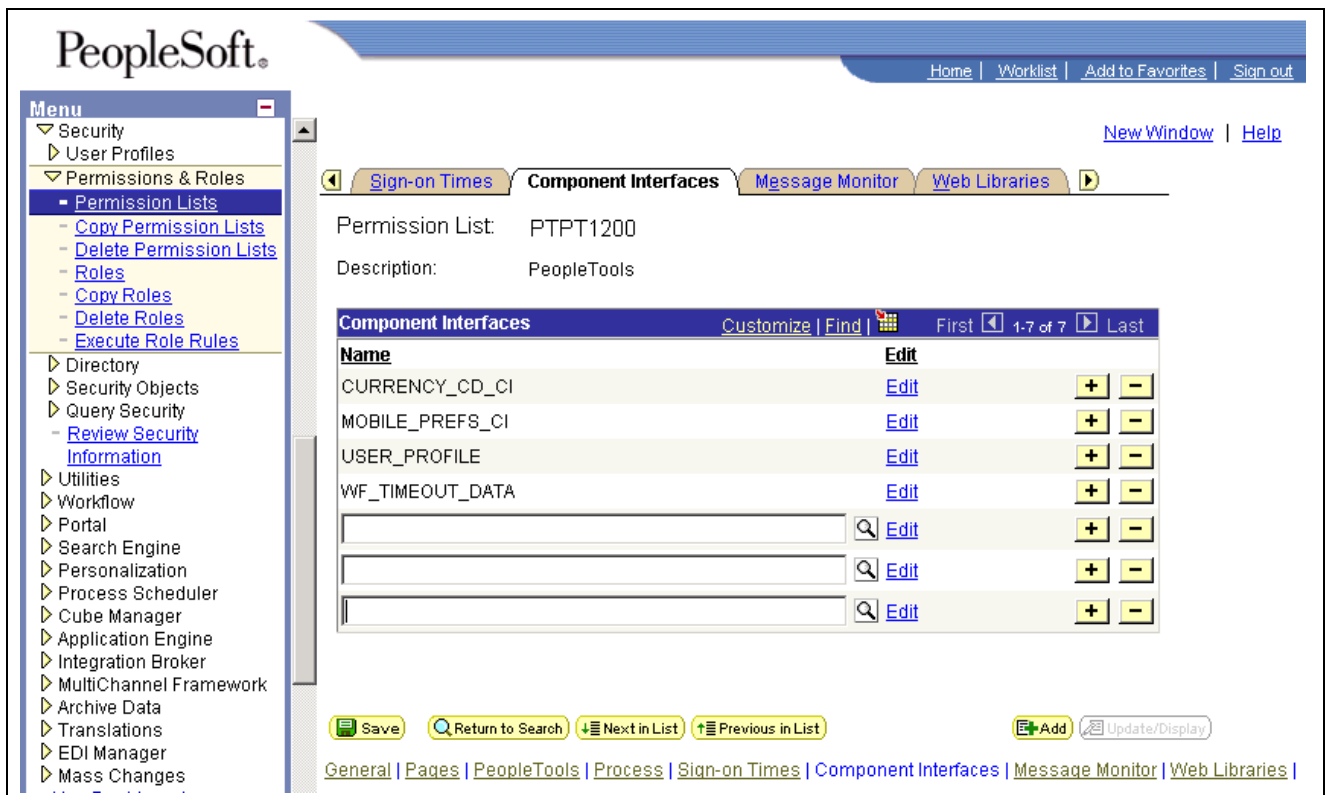 PeopleSoft®
Home | Worklist | Add to Favorites | Sign out
Menu
Security
User Profiles
Permissions & Roles
Permission Lists
Copy Permission Lists
Delete Permission Lists
Roles
Copy Roles
Delete Roles
Execute Role Rules
Directory
Security Objects
Query Security
Review Security
Information
Utilities
Workflow
Portal
Search Engine
Personalization
Process Scheduler
Cube Manager
Application Engine
Integration Broker
MultiChannel Framework
Archive Data
Translations
EDI Manager
Mass Changes
New Window | Help
Sign-on Times Component Interfaces Message Monitor Web Libraries
Permission List: PTPT1200
Description: PeopleTools
Component Interfaces Customize | Find | First 1-7 of 7 Last
Name Edit
CURRENCY_CD_CI Edit + −
MOBILE_PREFS_CI Edit + −
USER_PROFILE Edit + −
WF_TIMEOUT_DATA Edit + −
Edit + −
Edit + −
Edit + −
Save Return to Search Next in List Previous in List Add Update/Display
General | Pages | PeopleTools | Process | Sign-on Times | Component Interfaces | Message Monitor | Web Libraries |